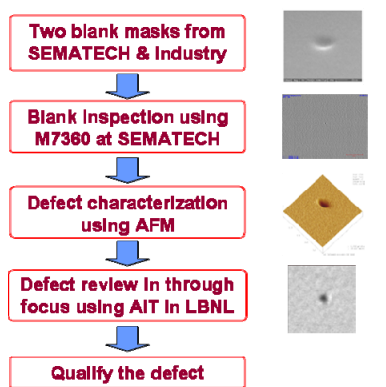 Two blank masks from
SEMATECH & Industry
Blank inspection using
M7360 at SEMATECH
Defect characterization
using AFM
Defect review in through
focus using AIT in LBNL
Qualify the defect